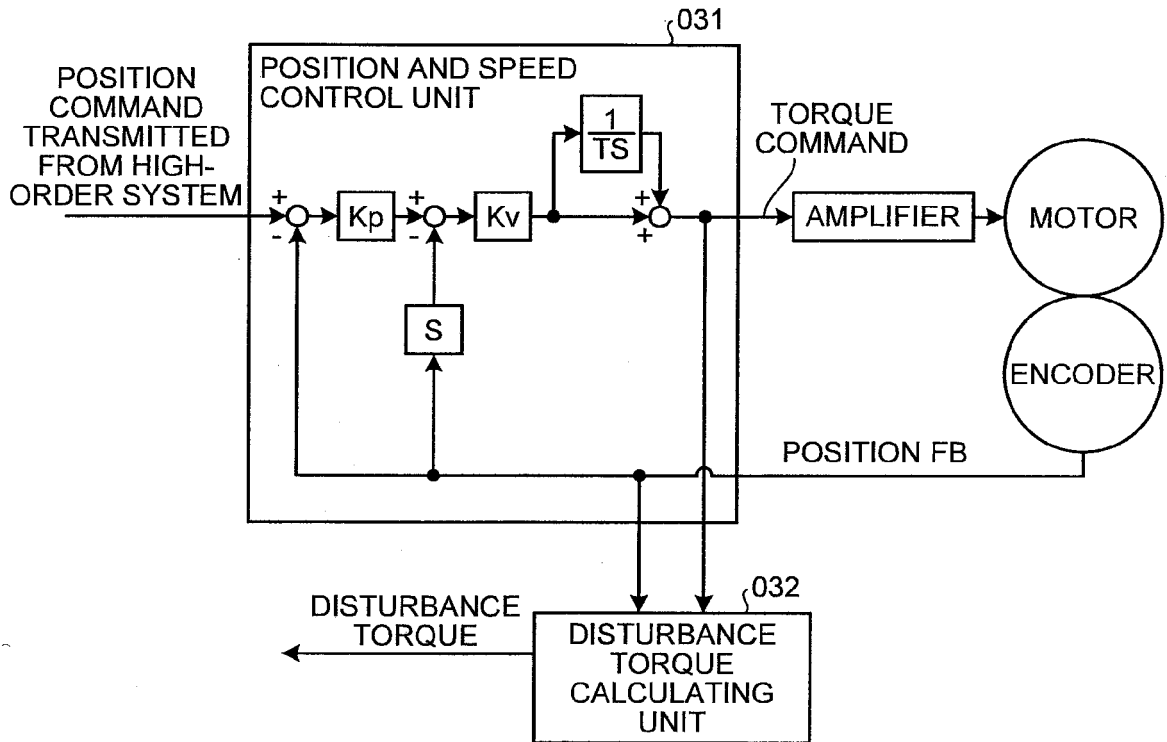 031
POSITION AND SPEED
CONTROL UNIT
POSITION
COMMAND
TRANSMITTED
FROM HIGH-
ORDER SYSTEM
1
TS
TORQUE
COMMAND
+
-
Kp
+
-
Kv
+
+
AMPLIFIER
MOTOR
S
ENCODER
POSITION FB
032
DISTURBANCE
TORQUE
DISTURBANCE
TORQUE
CALCULATING
UNIT